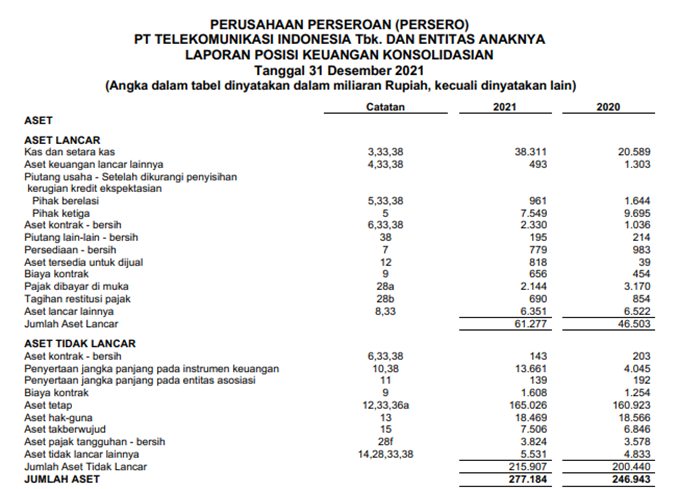 PERUSAHAAN PERSEROAN (PERSERO)
PT TELEKOMUNIKASI INDONESIA Tbk. DAN ENTITAS ANAKNYA
LAPORAN POSISI KEUANGAN KONSOLIDASIAN
Tanggal 31 Desember 2021
(Angka dalam tabel dinyatakan dalam miliaran Rupiah, kecuali dinyatakan lain)
Catatan 2021 2020
ASET
ASET LANCAR
Kas dan setara kas 3,33,38 38.311 20.589
Aset keuangan lancar lainnya 4,33,38 493 1.303
Piutang usaha - Setelah dikurangi penyisihan
kerugian kredit ekspektasian
Pihak berelasi 5,33,38 961 1.644
Pihak ketiga 5 7.549 9.695
Aset kontrak - bersih 6,33,38 2.330 1.036
Piutang lain-lain - bersih 38 195 214
Persediaan - bersih 7 779 983
Aset tersedia untuk dijual 12 818 39
Biaya kontrak 9 656 454
Pajak dibayar di muka 28a 2.144 3.170
Tagihan restitusi pajak 28b 690 854
Aset lancar lainnya 8,33 6.351 6.522
Jumlah Aset Lancar 61.277 46.503
ASET TIDAK LANCAR
Aset kontrak - bersih 6,33,38 143 203
Penyertaan jangka panjang pada instrumen keuangan 10,38 13.661 4.045
Penyertaan jangka panjang pada entitas asosiasi 11 139 192
Biaya kontrak 9 1.608 1.254
Aset tetap 12,33,36a 165.026 160.923
Aset hak-guna 13 18.469 18.566
Aset takberwujud 15 7.506 6.846
Aset pajak tangguhan - bersih 28f 3.824 3.578
Aset tidak lancar lainnya 14,28,33,38 5.531 4.833
Jumlah Aset Tidak Lancar 215.907 200.440
JUMLAH ASET 277.184 246.943